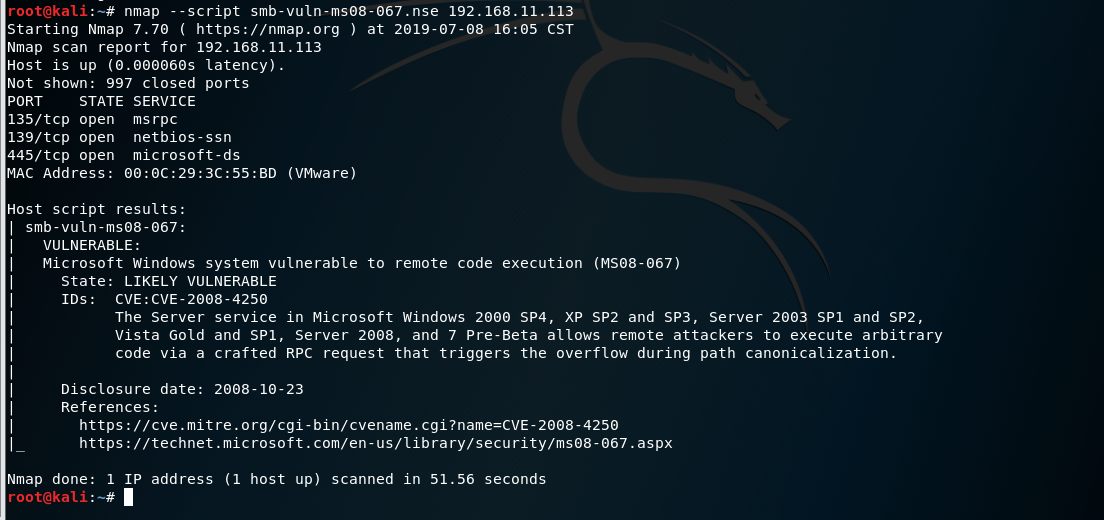 root@kali:~# nmap --script smb-vuln-ms08-067.nse 192.168.11.113
Starting Nmap 7.70 ( https://nmap.org ) at 2019-07-08 16:05 CST
Nmap scan report for 192.168.11.113
Host is up (0.000060s latency).
Not shown: 997 closed ports
PORT    STATE SERVICE
135/tcp open  msrpc
139/tcp open  netbios-ssn
445/tcp open  microsoft-ds
MAC Address: 00:0C:29:3C:55:BD (VMware)

Host script results:
| smb-vuln-ms08-067:
|   VULNERABLE:
|   Microsoft Windows system vulnerable to remote code execution (MS08-067)
|     State: LIKELY VULNERABLE
|     IDs:  CVE:CVE-2008-4250
|           The Server service in Microsoft Windows 2000 SP4, XP SP2 and SP3, Server 2003 SP1 and SP2,
|           Vista Gold and SP1, Server 2008, and 7 Pre-Beta allows remote attackers to execute arbitrary
|           code via a crafted RPC request that triggers the overflow during path canonicalization.
|
|     Disclosure date: 2008-10-23
|     References:
|       https://cve.mitre.org/cgi-bin/cvename.cgi?name=CVE-2008-4250
|_      https://technet.microsoft.com/en-us/library/security/ms08-067.aspx

Nmap done: 1 IP address (1 host up) scanned in 51.56 seconds
root@kali:~#